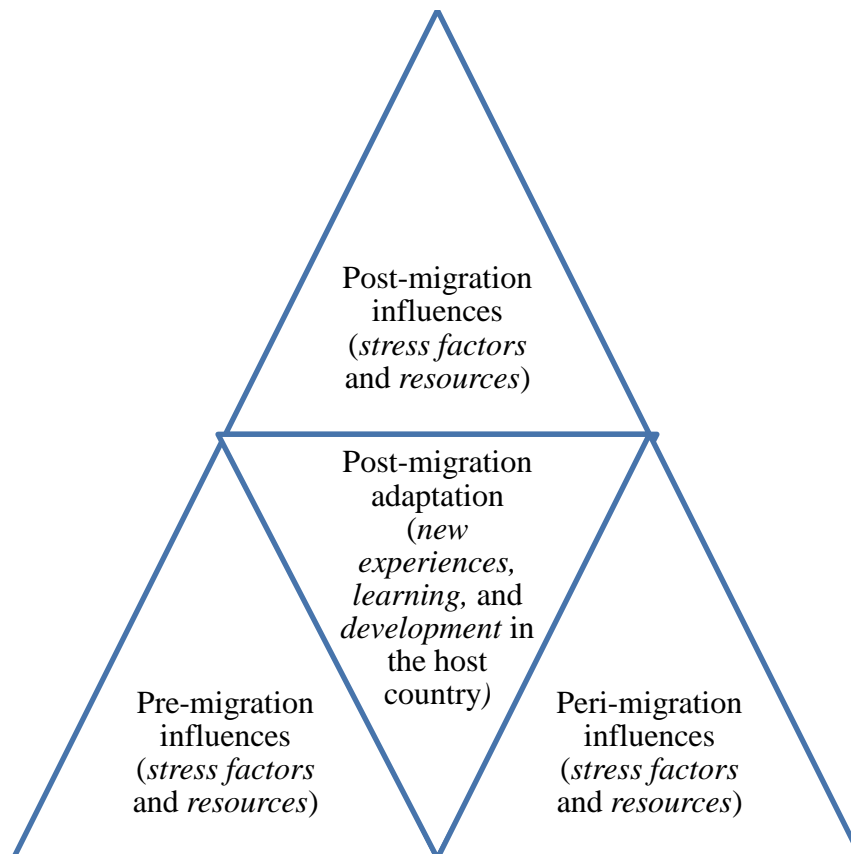 Post-migration
influences
(stress factors
and resources)
Post-migration
adaptation
(new
experiences,
learning, and
development in
the host
country)
Pre-migration
influences
(stress factors
and resources)
Peri-migration
influences
(stress factors
and resources)